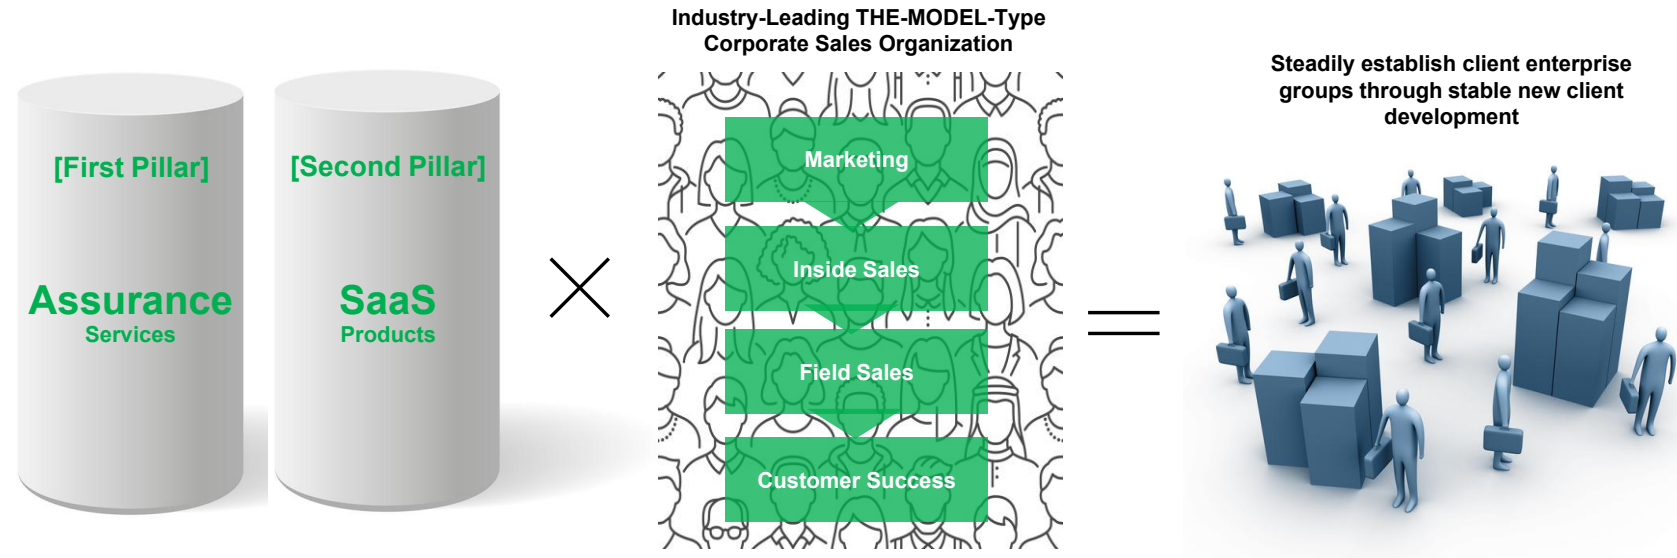 [First Pillar]
Assurance
Services
[Second Pillar]
SaaS
Products
Industry-Leading THE-MODEL-Type
Corporate Sales Organization
Marketing
Inside Sales
Field Sales
Customer Success
Steadily establish client enterprise
groups through stable new client
development